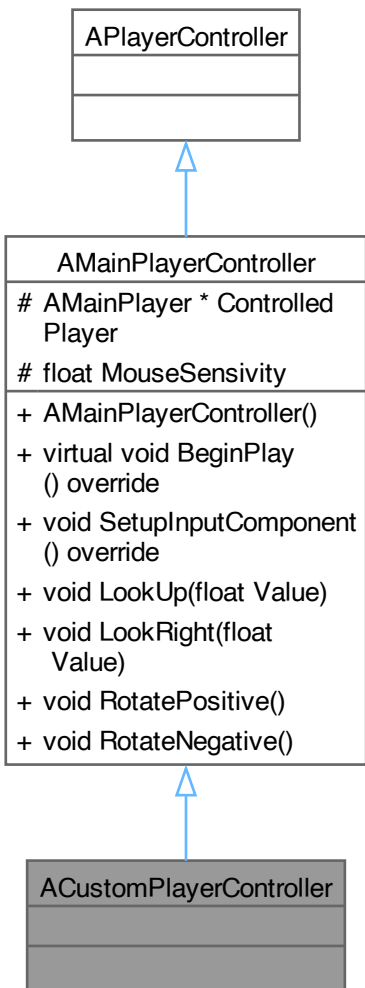 APlayerController
AMainPlayerController
# AMainPlayer * Controlled
Player
# float MouseSensivity
+ AMainPlayerController()
+ virtual void BeginPlay
() override
+ void SetupInputComponent
() override
+ void LookUp(float Value)
+ void LookRight(float
Value)
+ void RotatePositive()
+ void RotateNegative()
ACustomPlayerController